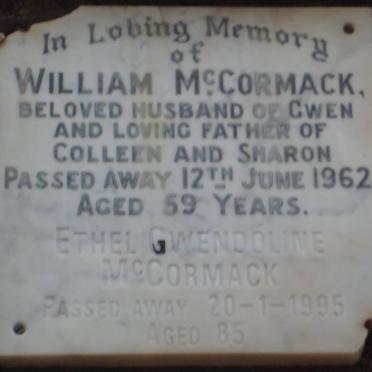 In Loving Memory
of
WILLIAM McCORMACK.
BELOVED HUSBAND OF GWEN
AND LOVING FATHER OF
COLLEEN AND SHARON
PASSED AWAY 12TH JUNE 1962
AGED 59 YEARS.
ETHEL GWENDOLINE
McCORMACK
PASSED AWAY 20-1-1995
AGED 85